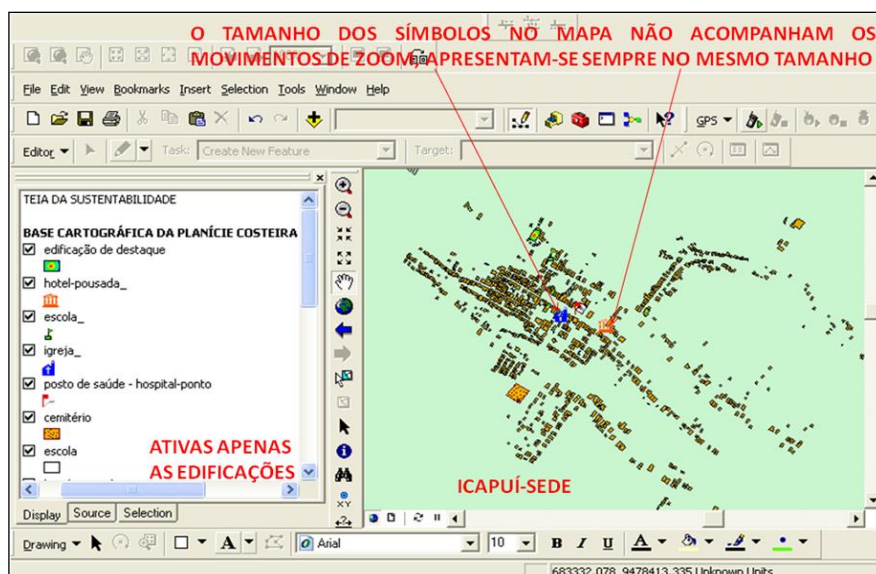 O TAMANHO DOS SÍMBOLOS NO MAPA NÃO ACOMPANHAM OS
MOVIMENTOS DE ZOOM, APRESENTAM-SE SEMPRE NO MESMO TAMANHO
File Edit View Bookmarks Insert Selection Tools Window Help
GPS
Editor Task: Create New Feature Target:
TEIA DA SUSTENTABILIDADE
BASE CARTOGRÁFICA DA PLANÍCIE COSTEIRA
edificação de destaque
hotel-pousada_
escola_
igreja_
posto de saúde - hospital-ponto
cemitério
escola
ATIVAS APENAS
AS EDIFICAÇÕES
ICAPUÍ-SEDE
XY
Display Source Selection
Drawing A Arial 10 B I U A
683332,078 9478413,335 Unknown Units